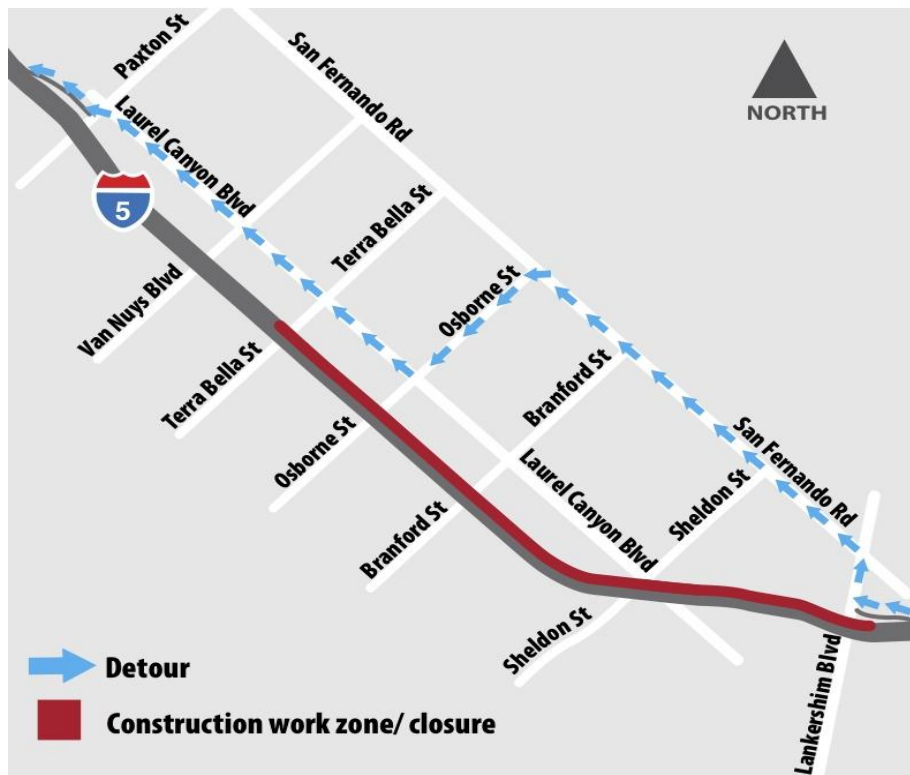 Paxton St
San Fernando Rd
NORTH
Laurel Canyon Blvd
5
Terra Bella St
Van Nuys Blvd
Osborne St
Terra Bella St
Branford St
Osborne St
San Fernando Rd
Sheldon St
Laurel Canyon Blvd
Branford St
Sheldon St
Lankershim Blvd
Detour
Construction work zone/ closure